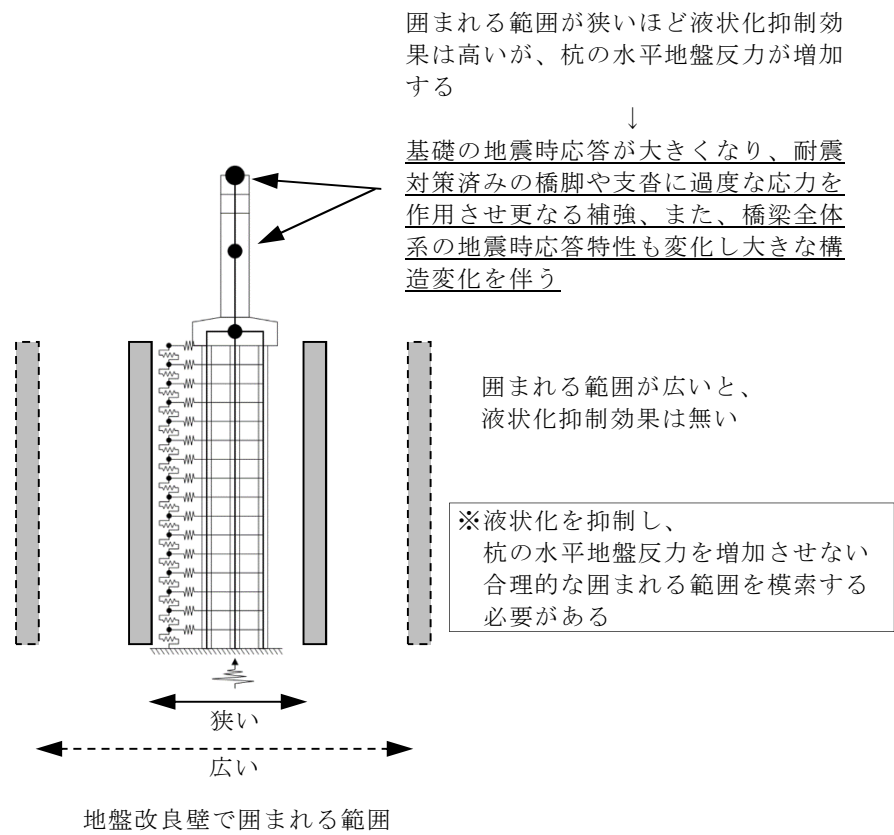 囲まれる範囲が狭いほど液状化抑制効
果は高いが、杭の水平地盤反力が増加
する
↓
基礎の地震時応答が大きくなり、耐震
対策済みの橋脚や支沓に過度な応力を
作用させ更なる補強、また、橋梁全体
系の地震時応答特性も変化し大きな構
造変化を伴う
囲まれる範囲が広いと、
液状化抑制効果は無い
※液状化を抑制し、
杭の水平地盤反力を増加させない
合理的な囲まれる範囲を模索する
必要がある
狭い
広い
地盤改良壁で囲まれる範囲